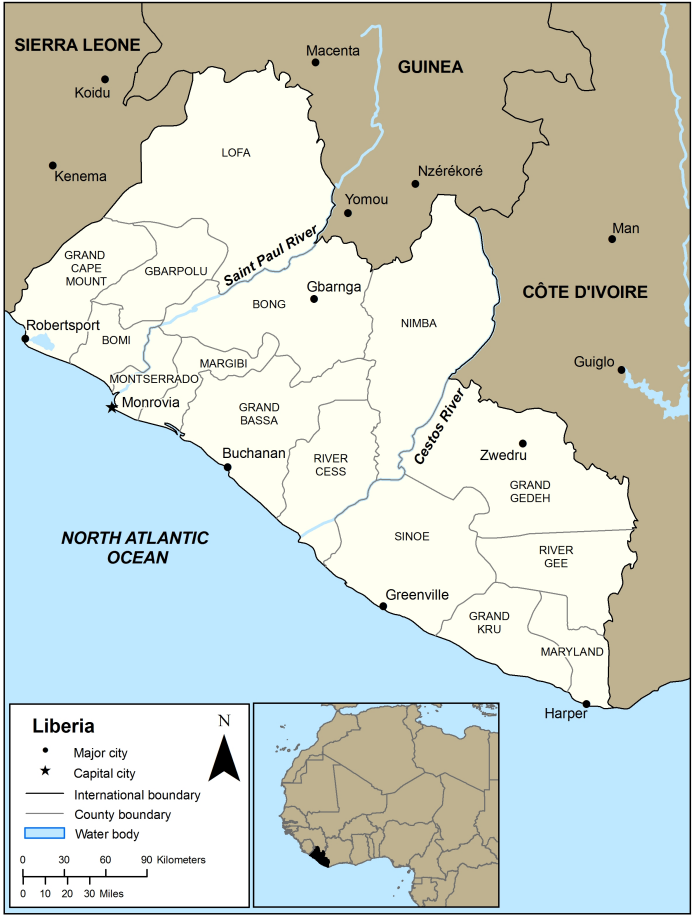 SIERRA LEONE
Macenta
GUINEA
Koidu
LOFA
Kenema
Nzérékoré
Yomou
Man
Saint Paul River
GRAND
CAPE
MOUNT
GBARPOLU
CÔTE D'IVOIRE
Gbarnga
BONG
NIMBA
Robertsport
BOMI
Guiglo
MARGIBI
MONTSERRADO
Monrovia
GRAND
BASSA
Cestos River
Buchanan
Zwedru
RIVER
CESS
GRAND
GEDEH
NORTH ATLANTIC
OCEAN
SINOE
RIVER
GEE
Greenville
GRAND
KRU
MARYLAND
Harper
Liberia
N
Major city
Capital city
International boundary
County boundary
Water body
0 30 60 90 Kilometers
0 10 20 30 Miles